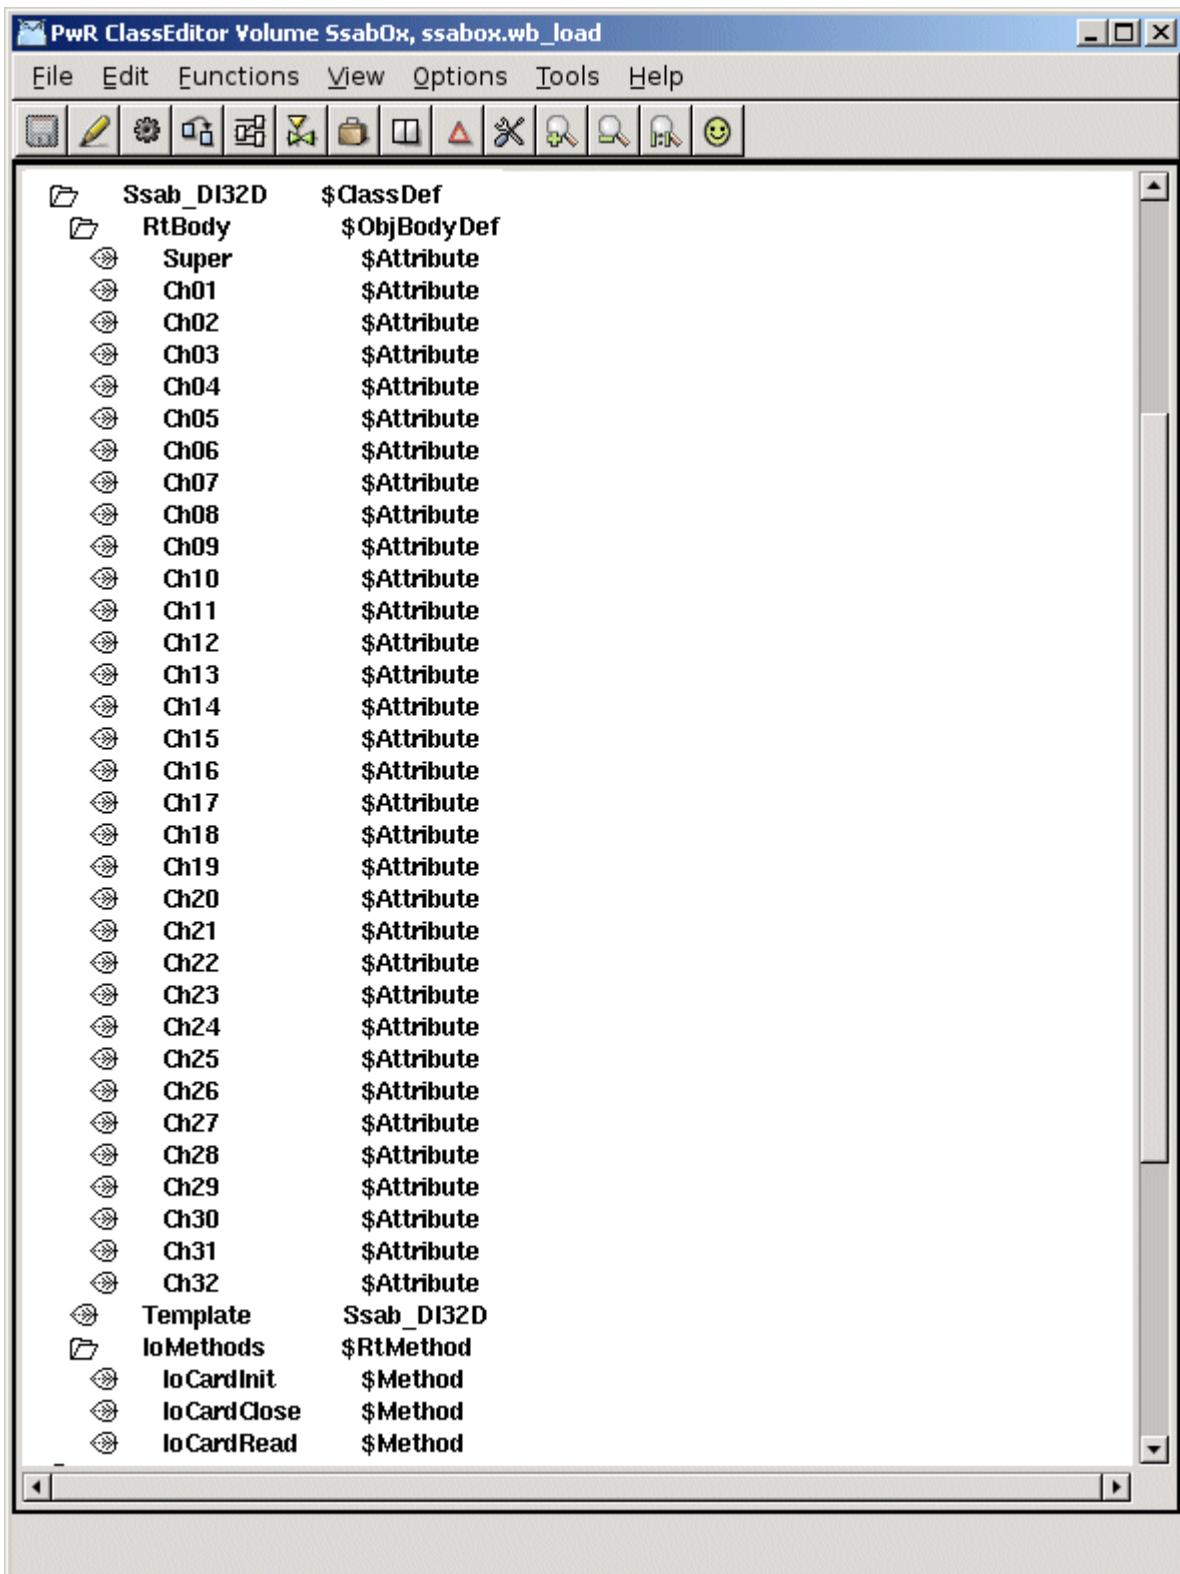 PwR ClassEditor Volume SsabOx, ssabox.wb_load
File Edit Functions View Options Tools Help
Ssab_DI32D $ClassDef
RtBody $ObjBodyDef
Super $Attribute
Ch01 $Attribute
Ch02 $Attribute
Ch03 $Attribute
Ch04 $Attribute
Ch05 $Attribute
Ch06 $Attribute
Ch07 $Attribute
Ch08 $Attribute
Ch09 $Attribute
Ch10 $Attribute
Ch11 $Attribute
Ch12 $Attribute
Ch13 $Attribute
Ch14 $Attribute
Ch15 $Attribute
Ch16 $Attribute
Ch17 $Attribute
Ch18 $Attribute
Ch19 $Attribute
Ch20 $Attribute
Ch21 $Attribute
Ch22 $Attribute
Ch23 $Attribute
Ch24 $Attribute
Ch25 $Attribute
Ch26 $Attribute
Ch27 $Attribute
Ch28 $Attribute
Ch29 $Attribute
Ch30 $Attribute
Ch31 $Attribute
Ch32 $Attribute
Template Ssab_DI32D
IoMethods $RtMethod
IoCardInit $Method
IoCardClose $Method
IoCardRead $Method